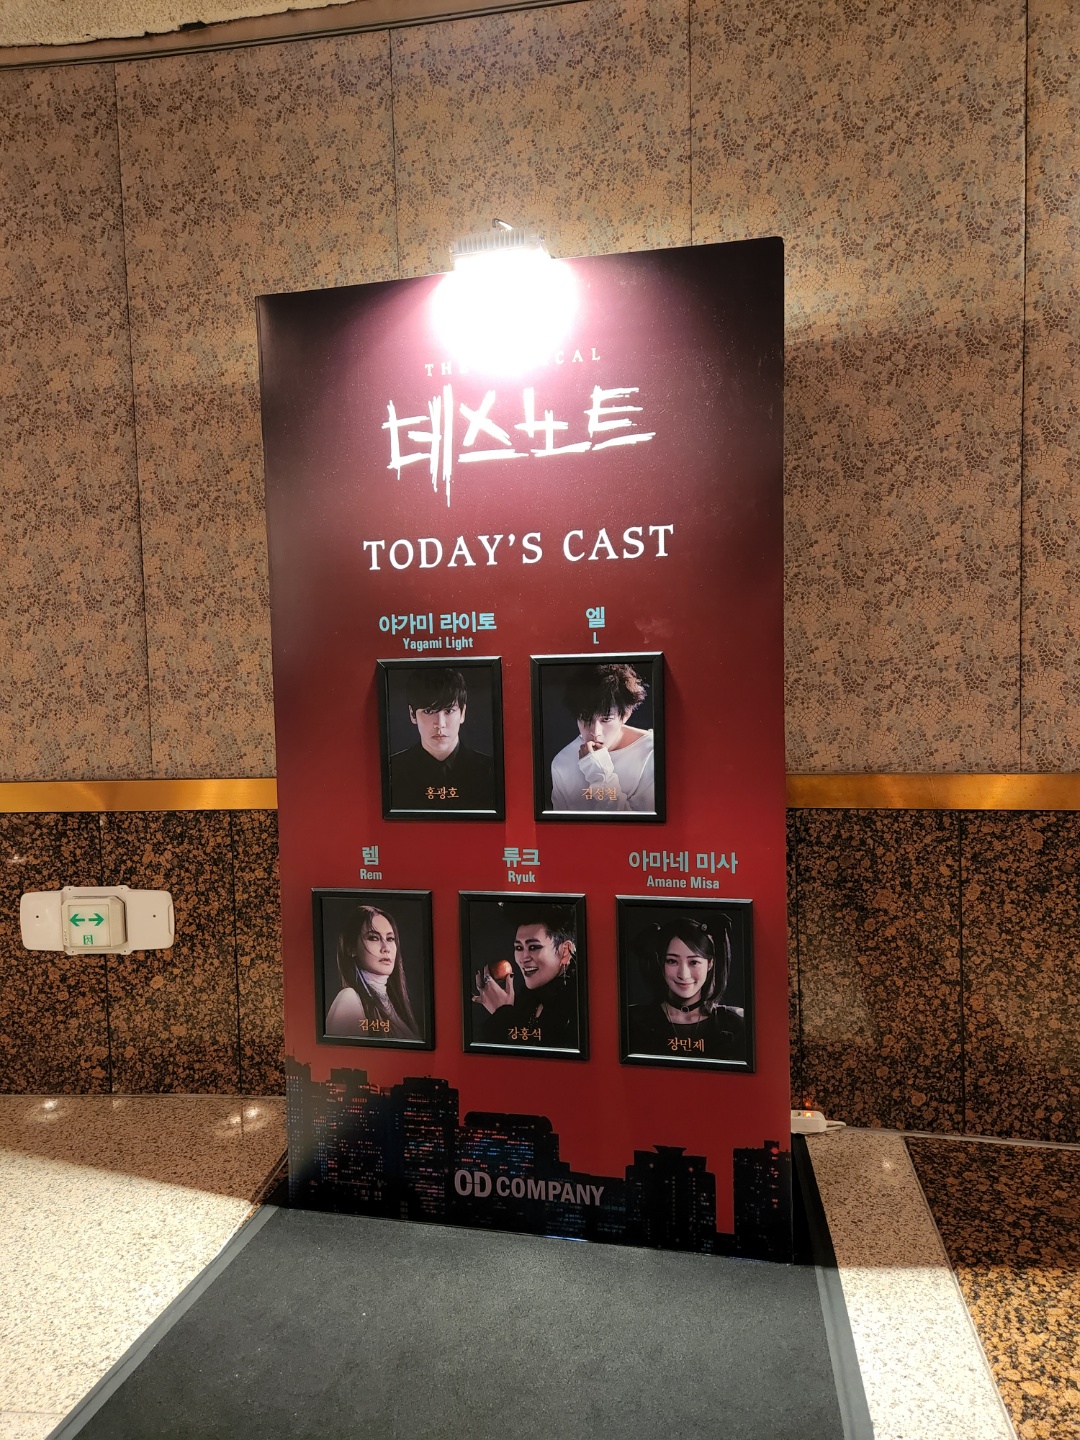 THE MUSICAL
데스노트
TODAY'S CAST
야가미 라이토
Yagami Light
엘
L
홍광호
김성철
렘
Rem
류크
Ryuk
아마네 미사
Amane Misa
김선영
강홍석
장민제
OD COMPANY